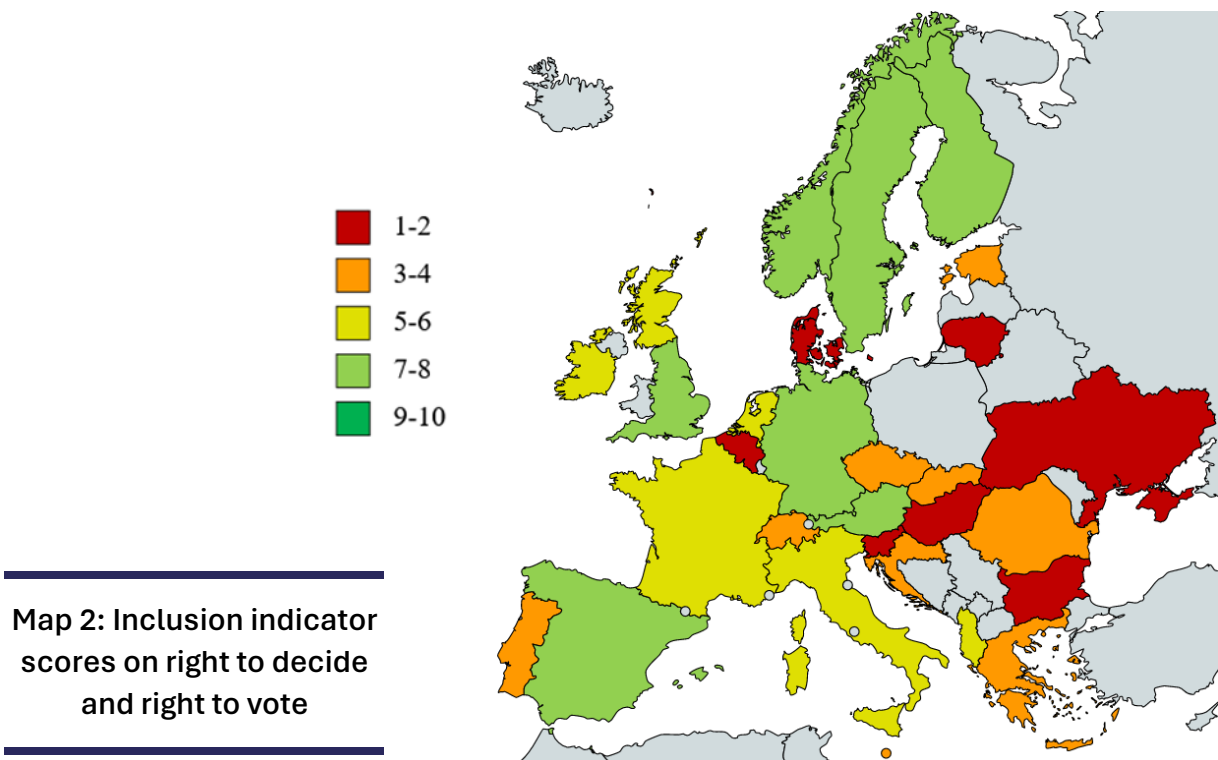 1-2
3-4
5-6
7-8
9-10
Map 2: Inclusion indicator
scores on right to decide
and right to vote